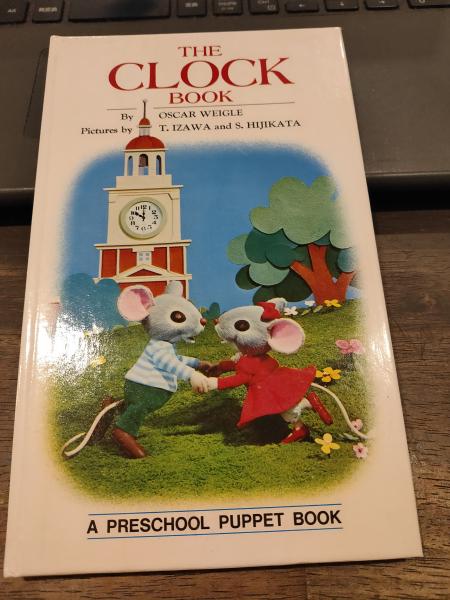 THE
CLOCK
BOOK
By OSCAR WEIGLE
Pictures by T. IZAWA and S. HIJIKATA
A PRESCHOOL PUPPET BOOK